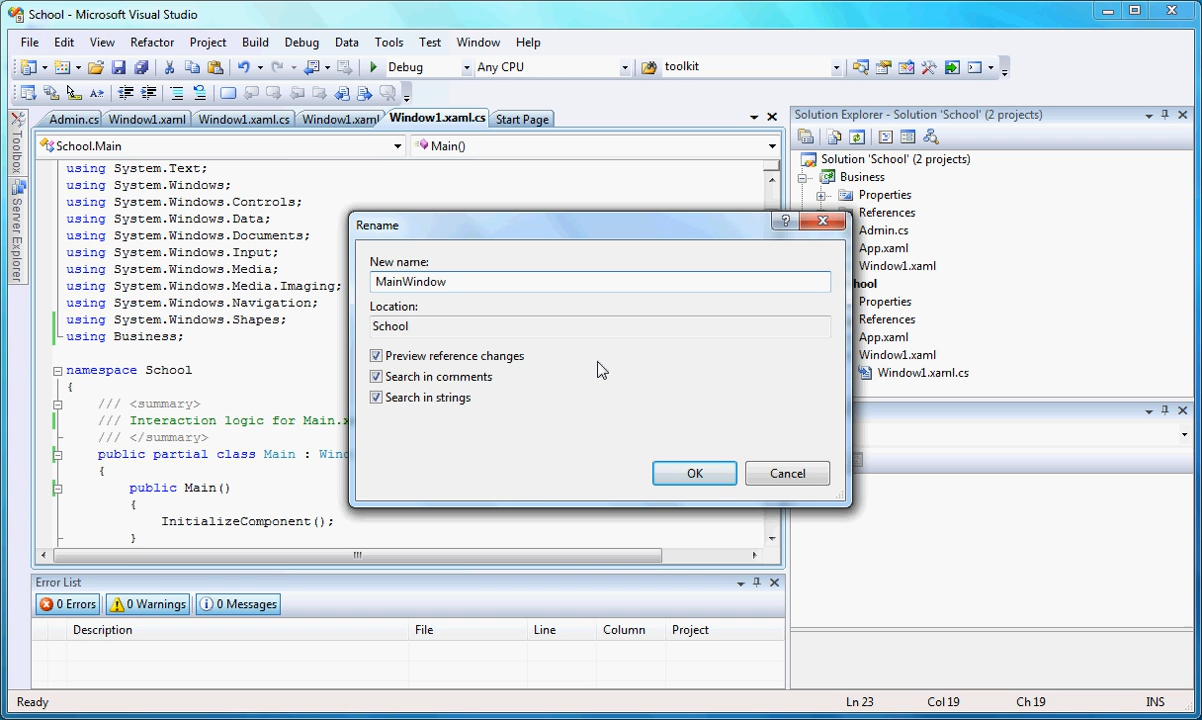 School - Microsoft Visual Studio
File Edit View Refactor Project Build Debug Data Tools Test Window Help
Debug Any CPU toolkit
Admin.cs Window1.xaml Window1.xaml.cs Window1.xaml Window1.xaml.cs Start Page
School.Main Main()
Toolbox
Server Explorer
using System.Text;
using System.Windows;
using System.Windows.Controls;
using System.Windows.Data;
using System.Windows.Documents;
using System.Windows.Input;
using System.Windows.Media;
using System.Windows.Media.Imaging;
using System.Windows.Navigation;
using System.Windows.Shapes;
using Business;
namespace School
{
/// <summary>
/// Interaction logic for Main.x
/// </summary>
public partial class Main : Wind
{
public Main()
{
InitializeComponent();
}
Rename
New name:
MainWindow
Location:
School
Preview reference changes
Search in comments
Search in strings
OK Cancel
Solution Explorer - Solution 'School' (2 projects)
Solution 'School' (2 projects)
Business
Properties
References
Admin.cs
App.xaml
Window1.xaml
hool
Properties
References
App.xaml
Window1.xaml
Window1.xaml.cs
Error List
0 Errors 0 Warnings 0 Messages
Description File Line Column Project
Ready Ln 23 Col 19 Ch 19 INS